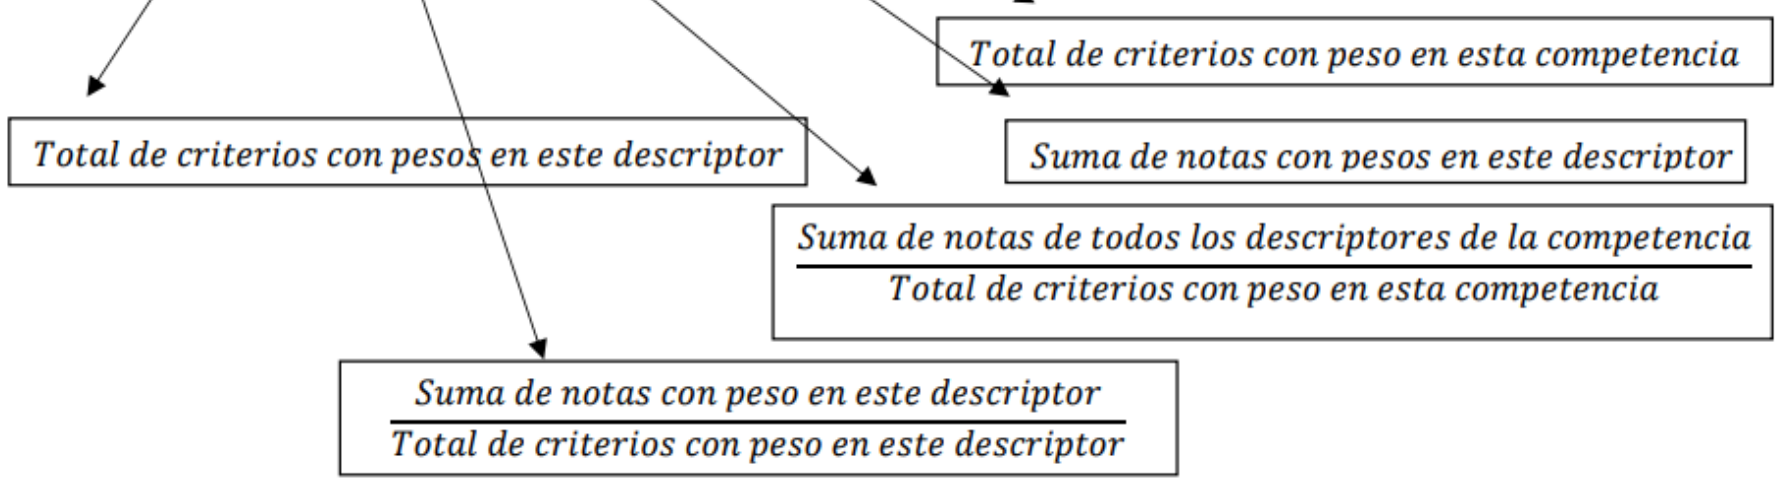 Total de criterios con peso en esta competencia
Total de criterios con pesos en este descriptor
Suma de notas con pesos en este descriptor
Suma de notas de todos los descriptores de la competencia
Total de criterios con peso en esta competencia
Suma de notas con peso en este descriptor
Total de criterios con peso en este descriptor